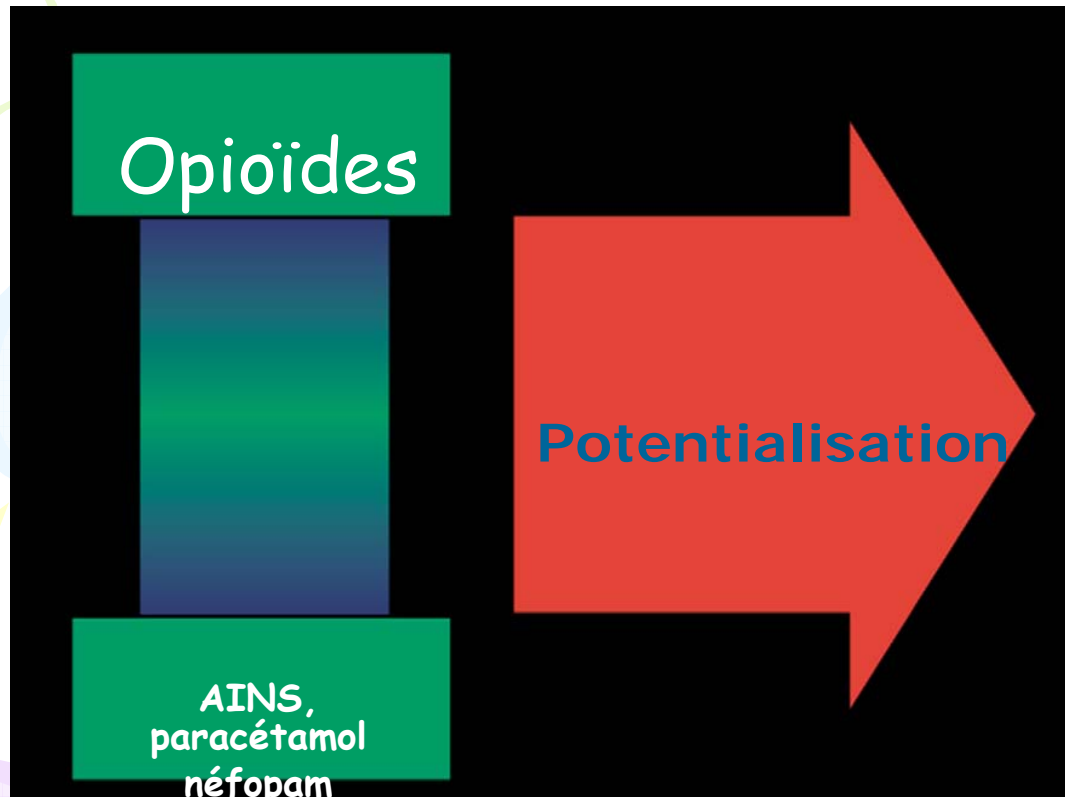 Opioïdes
Potentialisation
AINS,
paracétamol
néfopam